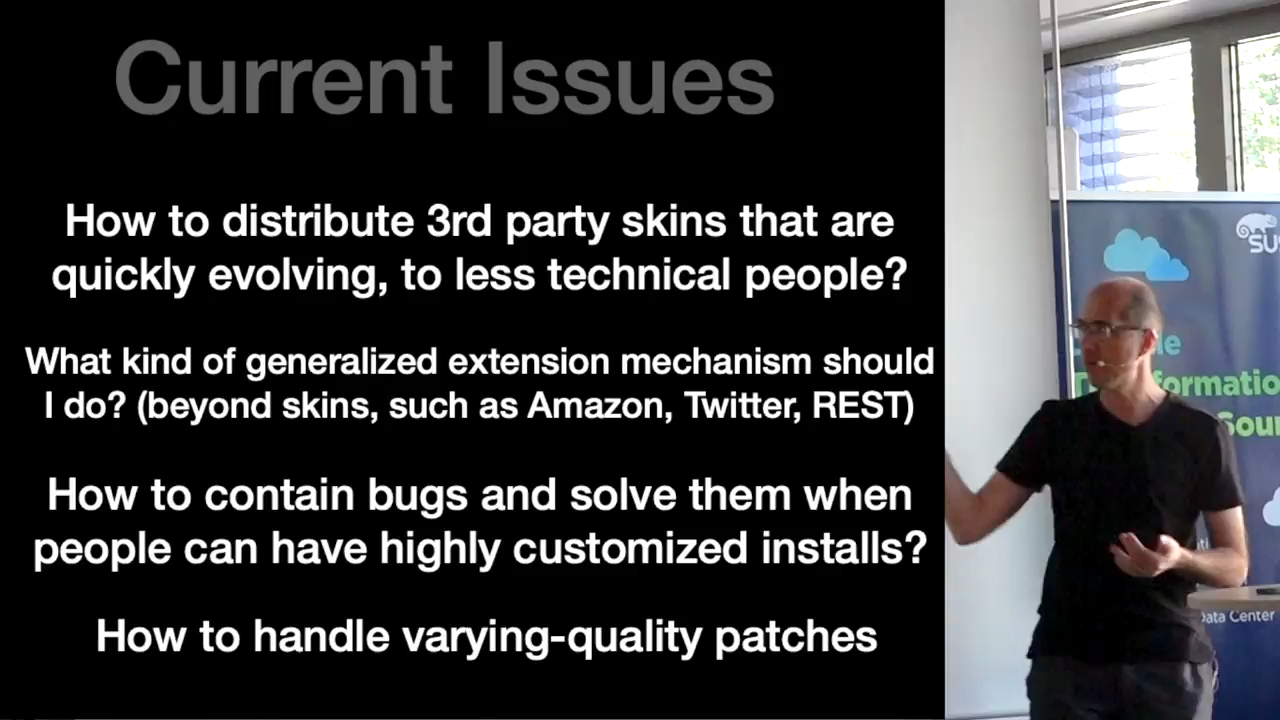 Current Issues
How to distribute 3rd party skins that are
quickly evolving, to less technical people?
What kind of generalized extension mechanism should
I do? (beyond skins, such as Amazon, Twitter, REST)
How to contain bugs and solve them when
people can have highly customized installs?
How to handle varying-quality patches
Data Center